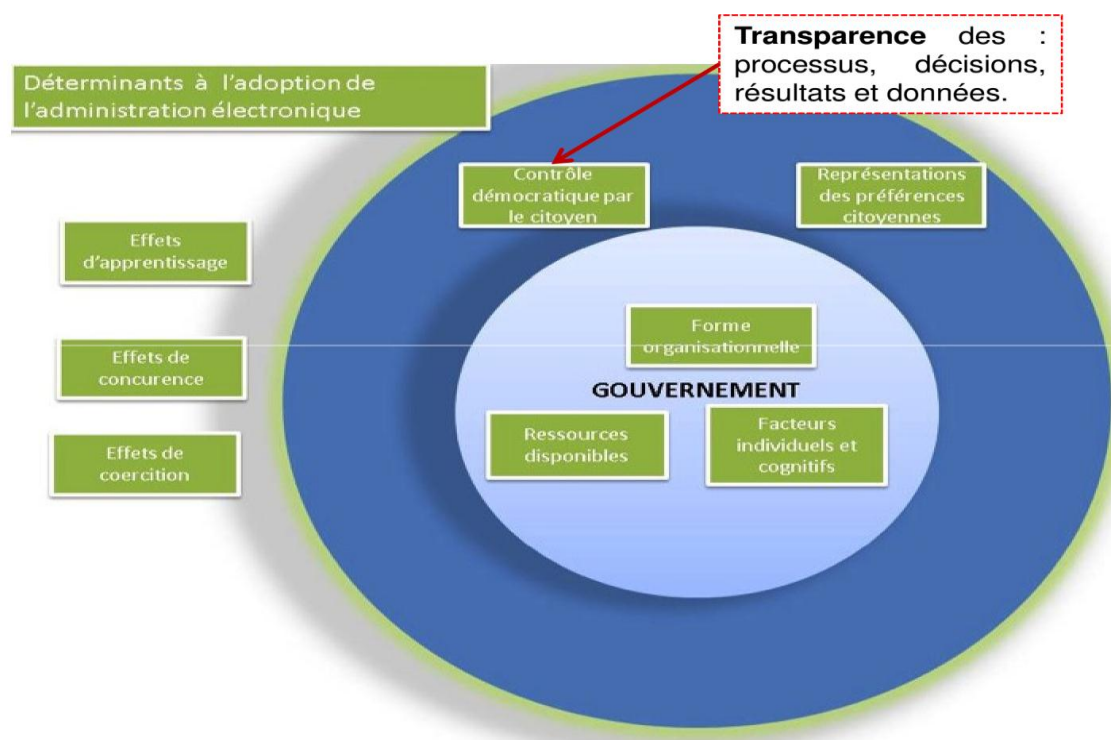 Transparence des :
processus, décisions,
résultats et données.
Déterminants à l'adoption de
l'administration électronique
Contrôle
démocratique par
le citoyen
Représentations
des préférences
citoyennes
Effets
d'apprentissage
Forme
organisationnelle
Effets de
concurence
GOUVERNEMENT
Ressources
disponibles
Facteurs
individuels et
cognitifs
Effets de
coercition